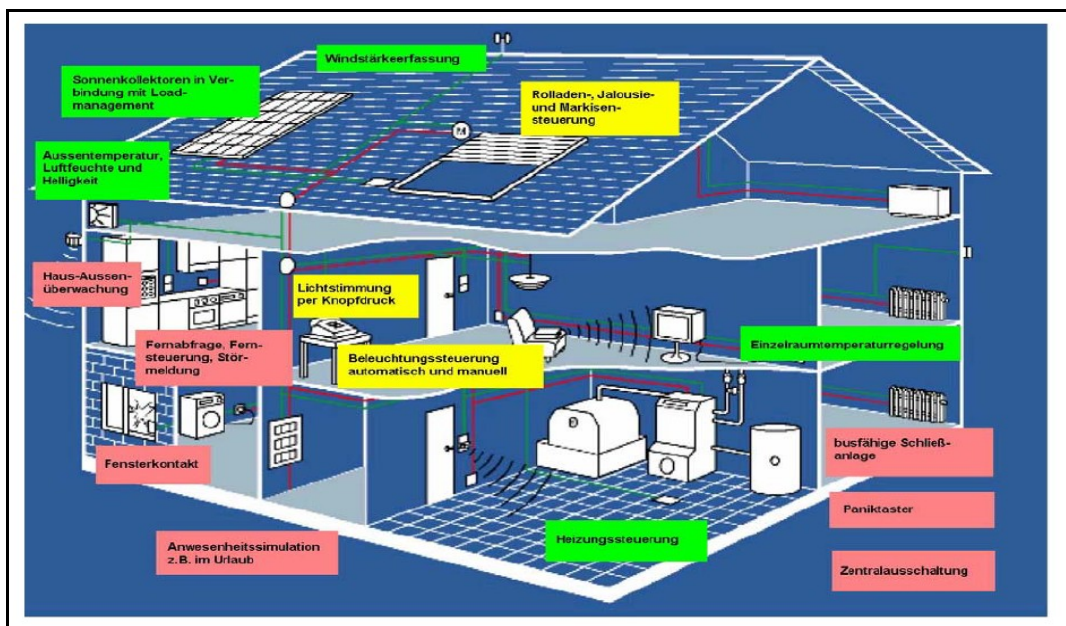 Windstärkeerfassung
Sonnenkollektoren in Ver-
bindung mit Load-
management
Rolladen-, Jalousie-
und Markisen-
steuerung
M
Aussentemperatur,
Luftfeuchte und
Helligkeit
Haus-Aussen-
überwachung
Lichtstimmung
per Knopfdruck
Fernabfrage, Fern-
steuerung, Stör-
meldung
Beleuchtungssteuerung
automatisch und manuell
Einzelraumtemperaturregelung
Fensterkontakt
busfähige Schließ-
anlage
Paniktaster
Anwesenheitssimulation
z.B. im Urlaub
Heizungssteuerung
Zentralausschaltung